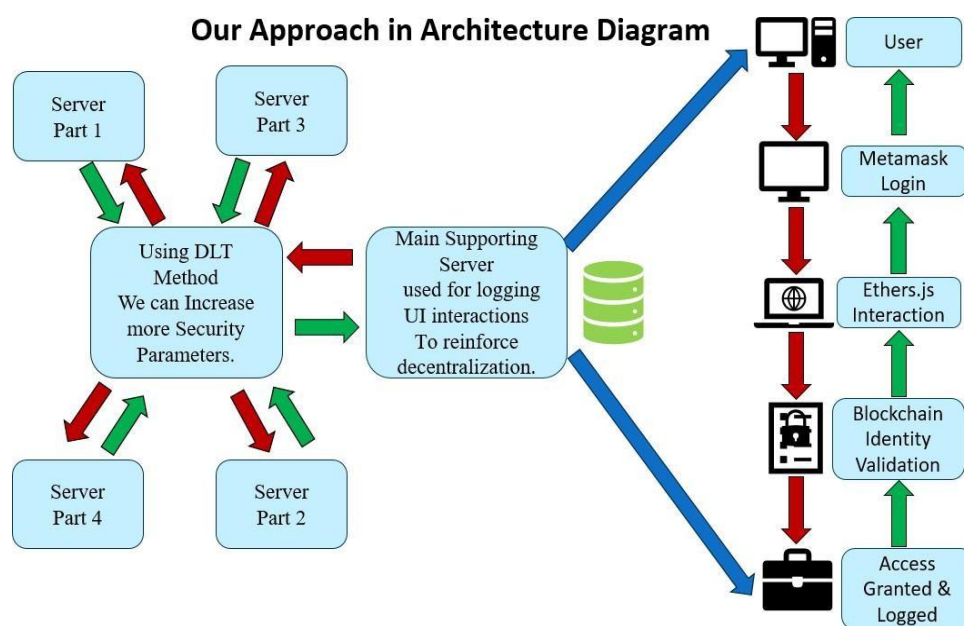 Our Approach in Architecture Diagram
Server
Part 1
Server
Part 3
Using DLT
Method
We can Increase
more Security
Parameters.
Main Supporting
Server
used for logging
UI interactions
To reinforce
decentralization.
Server
Part 4
Server
Part 2
User
Metamask
Login
Ethers.js
Interaction
Blockchain
Identity
Validation
Access
Granted &
Logged